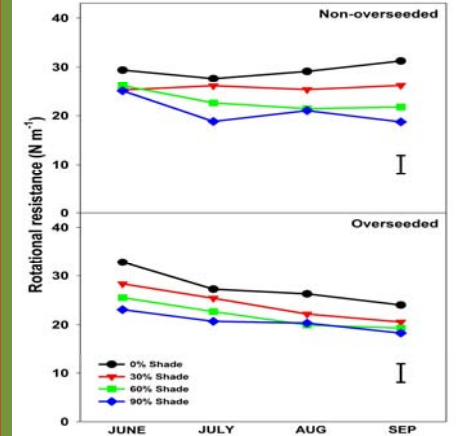 Non-overseeded
40
30
20
10
0
Rotational resistance (N m⁻¹)
Overseeded
40
30
20
10
0
0% Shade
30% Shade
60% Shade
90% Shade
JUNE JULY AUG SEP